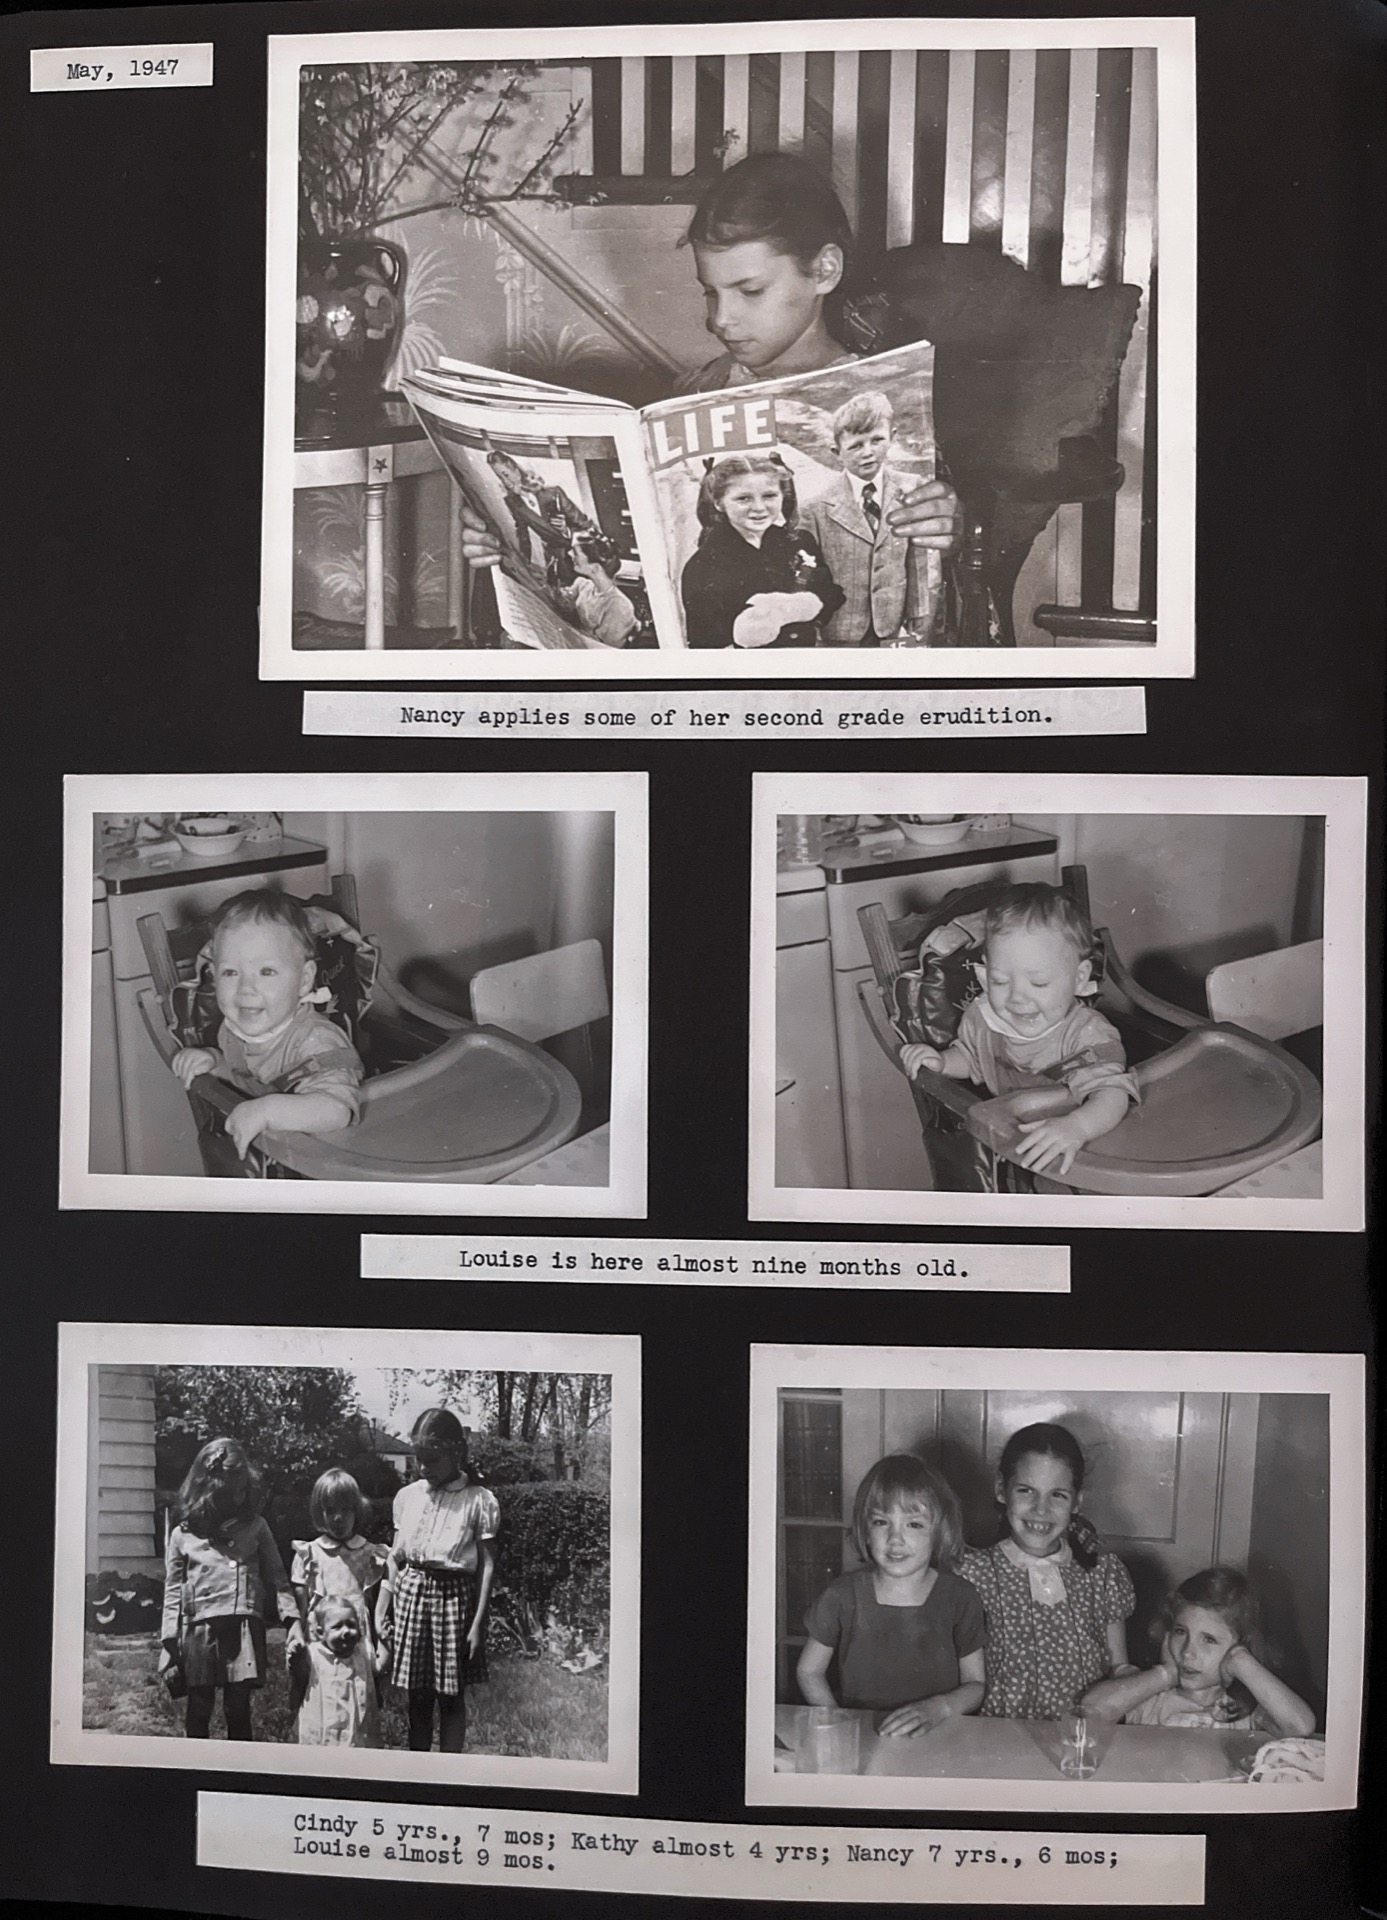 May, 1947
LIFE
Nancy applies some of her second grade erudition.
Louise is here almost nine months old.
Cindy 5 yrs., 7 mos; Kathy almost 4 yrs; Nancy 7 yrs., 6 mos;
Louise almost 9 mos.